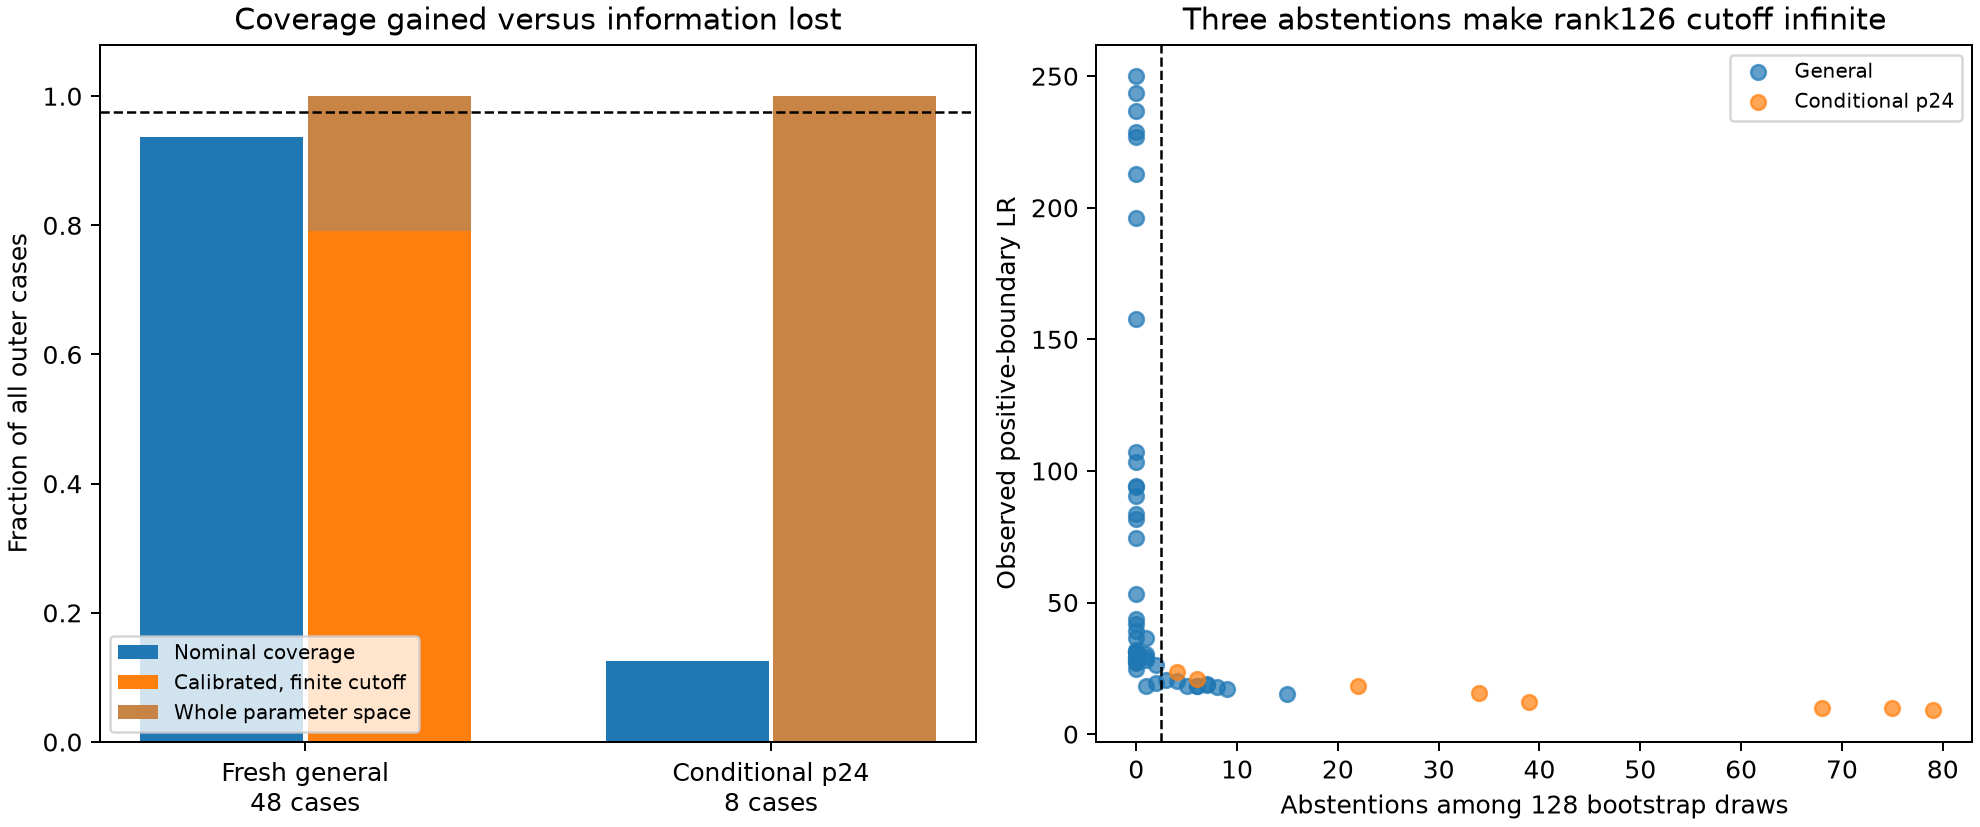 Coverage gained versus information lost
Fraction of all outer cases
1.0
0.8
0.6
0.4
0.2
0.0
Nominal coverage
Calibrated, finite cutoff
Whole parameter space
Fresh general
48 cases
Conditional p24
8 cases
Three abstentions make rank126 cutoff infinite
Observed positive-boundary LR
250
200
150
100
50
0
General
Conditional p24
0 10 20 30 40 50 60 70 80
Abstentions among 128 bootstrap draws